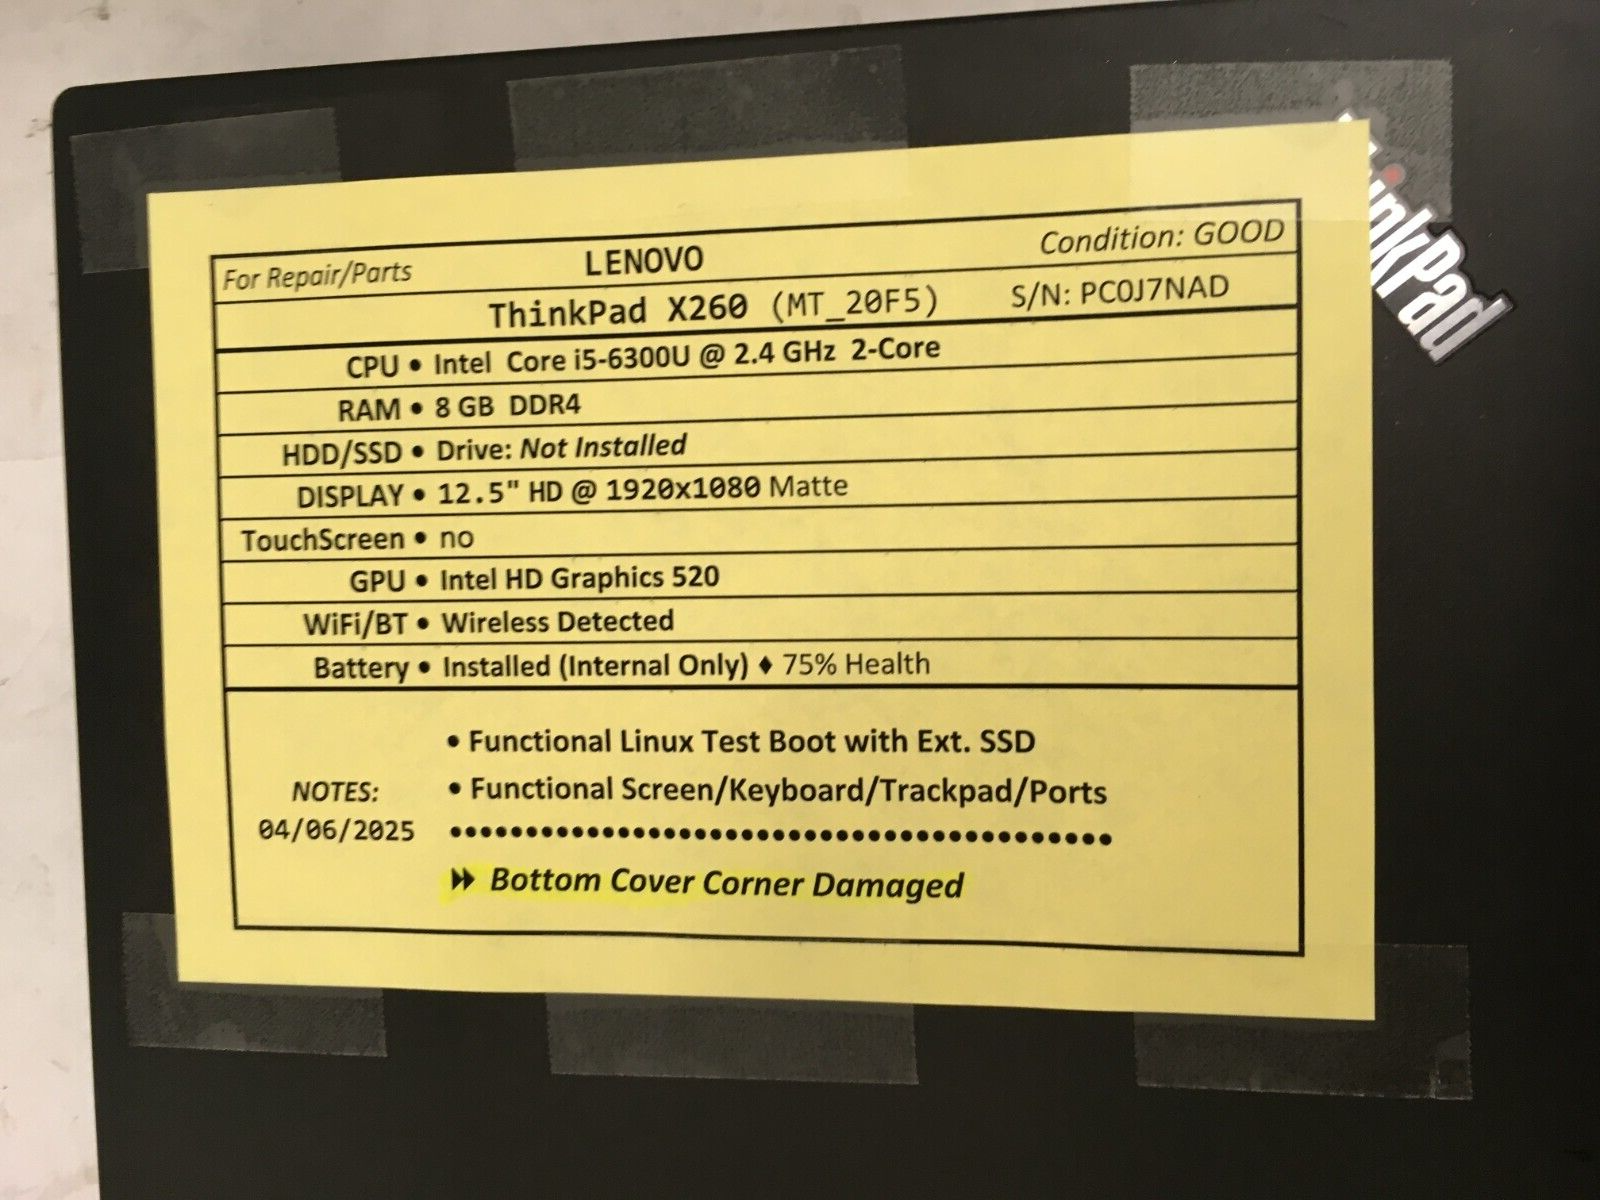 For Repair/Parts LENOVO Condition: GOOD
ThinkPad X260 (MT_20F5) S/N: PC0J7NAD
CPU • Intel Core i5-6300U @ 2.4 GHz 2-Core
RAM • 8 GB DDR4
HDD/SSD • Drive: Not Installed
DISPLAY • 12.5" HD @ 1920x1080 Matte
TouchScreen • no
GPU • Intel HD Graphics 520
WiFi/BT • Wireless Detected
Battery • Installed (Internal Only) ♦ 75% Health
• Functional Linux Test Boot with Ext. SSD
NOTES: • Functional Screen/Keyboard/Trackpad/Ports
04/06/2025 ••••••••••••••••••••••••••••••••••••
Bottom Cover Corner Damaged
ThinkPad